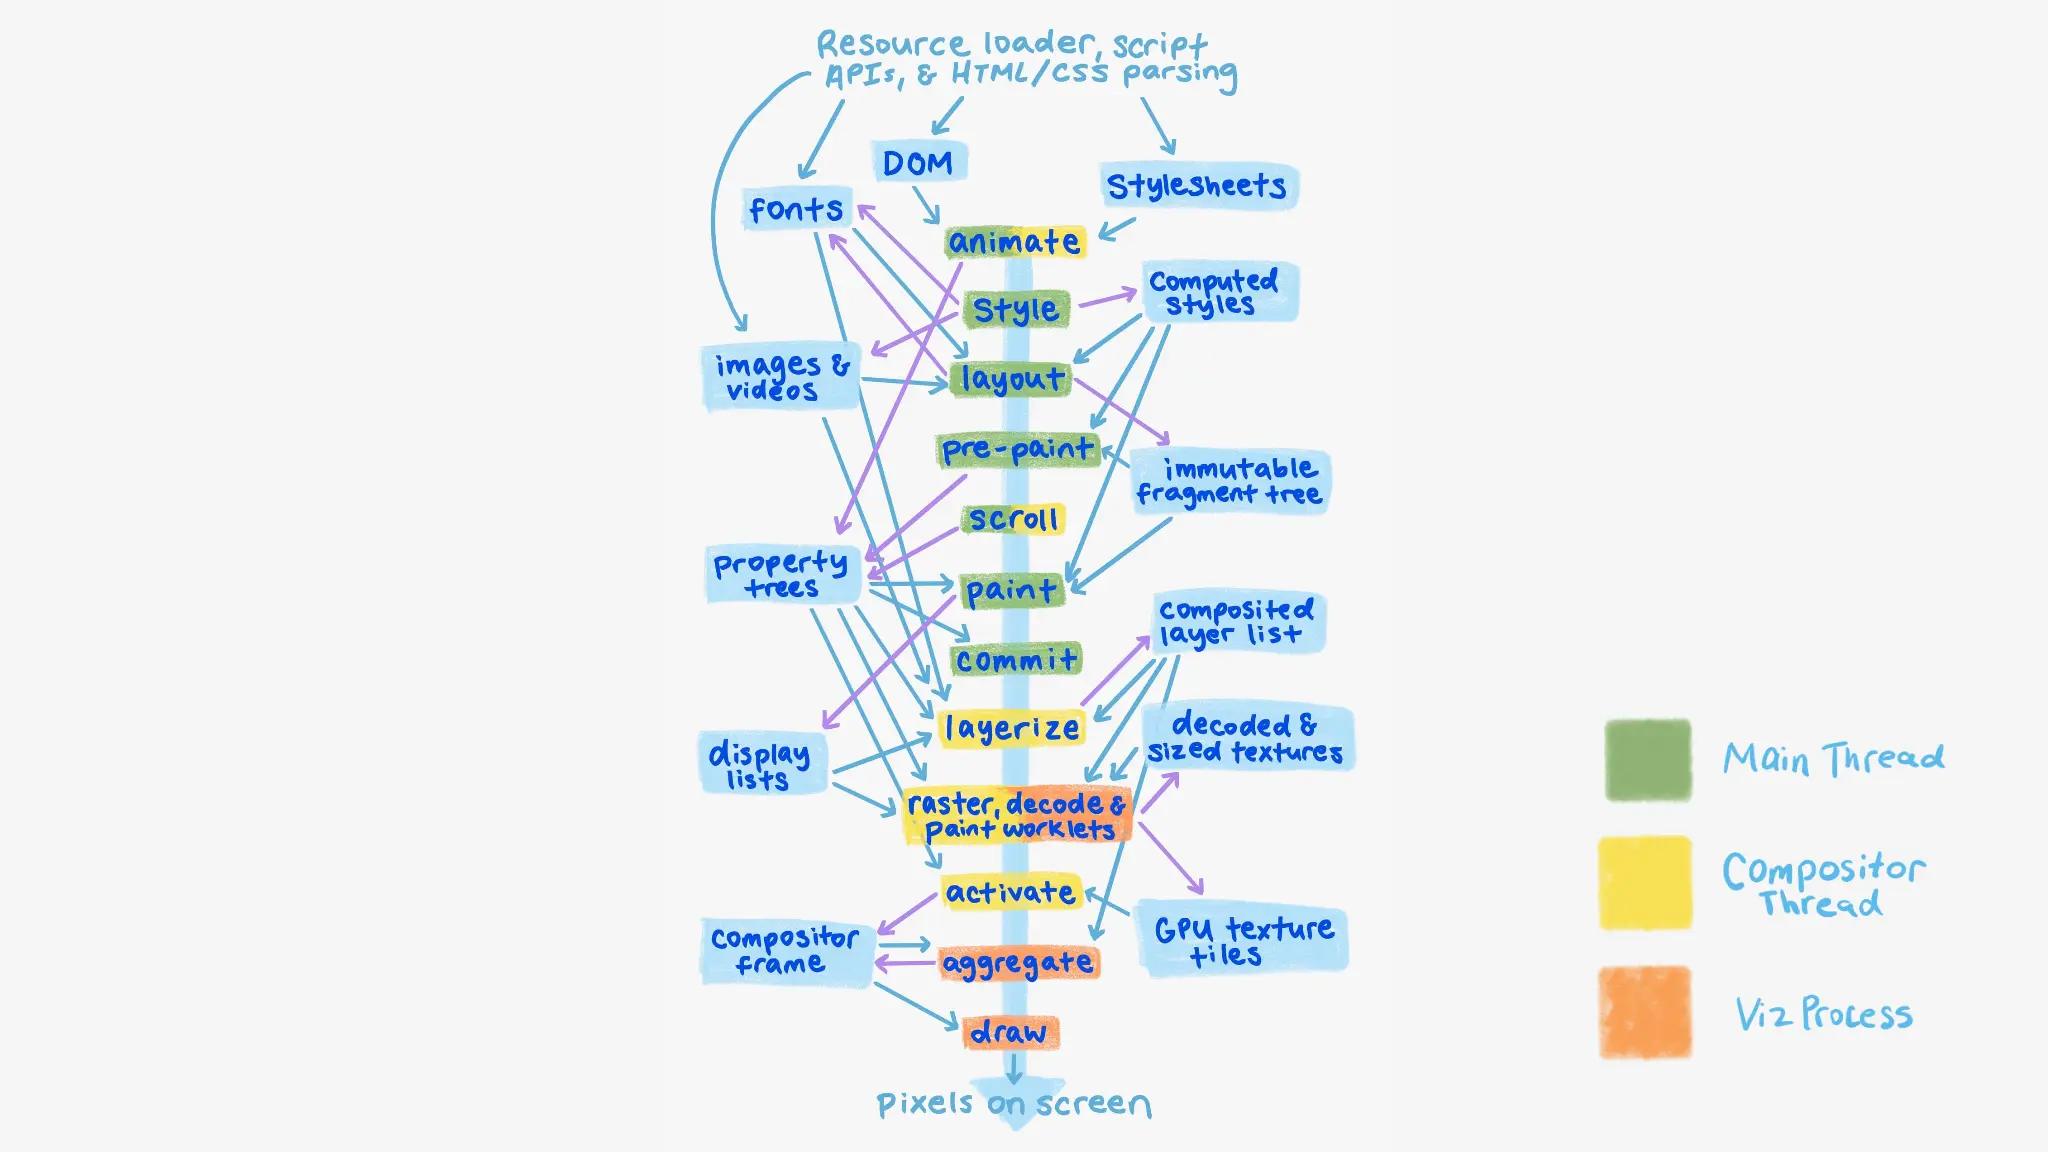 Resource loader, script
APIs, & HTML/CSS parsing
DOM
Stylesheets
fonts
animate
Computed
styles
Style
images &
videos
layout
pre-paint
immutable
fragment tree
scroll
property
trees
paint
composited
layer list
commit
layerize
decoded &
sized textures
display
lists
raster, decode &
paint worklets
activate
GPU texture
tiles
compositor
frame
aggregate
draw
Pixels on screen
Main Thread
Compositor
Thread
Viz Process